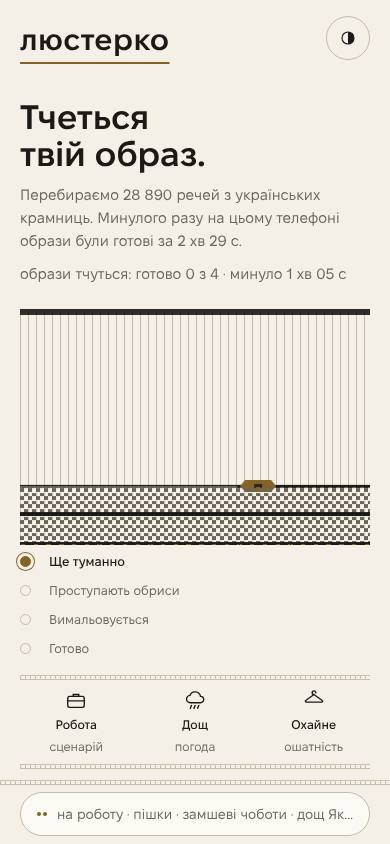 люстерко
Тчеться
твій образ.
Перебираємо 28 890 речей з українських
крамниць. Минулого разу на цьому телефоні
образи були готові за 2 хв 29 с.
образи тчуться: готово 0 з 4 · минуло 1 хв 05 с
Ще туманно
Проступають обриси
Вимальовується
Готово
Робота
сценарій
Дощ
погода
Охайне
ошатність
на роботу · пішки · замшеві чоботи · дощ Як…